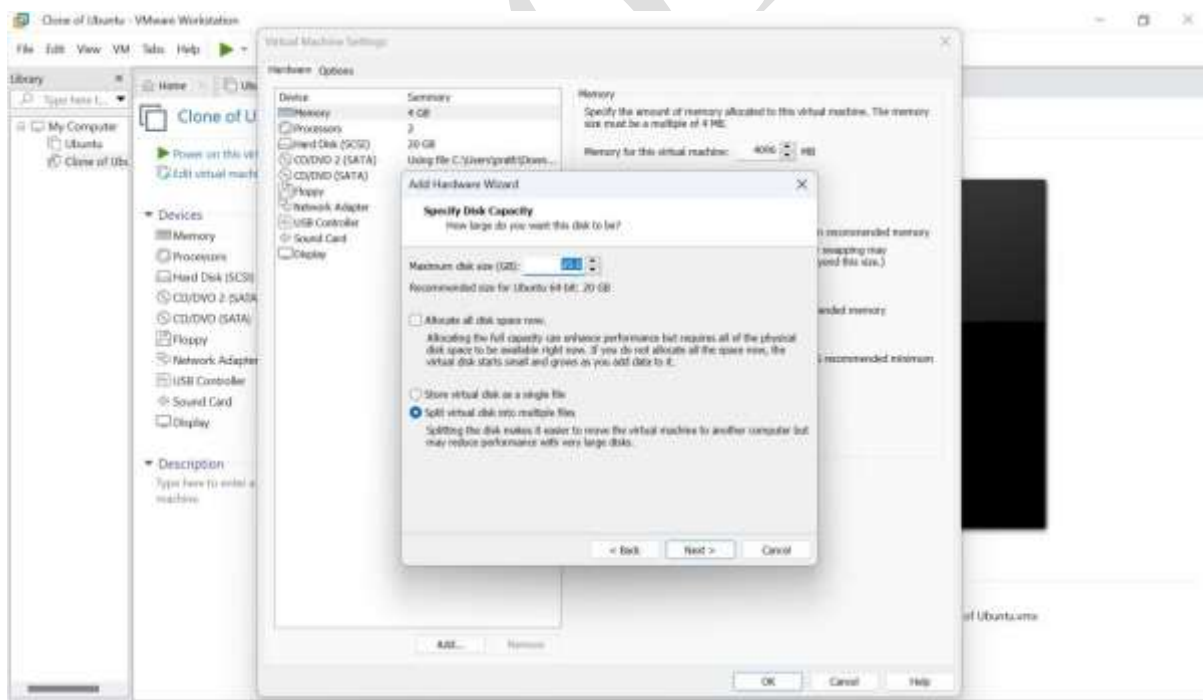 Clone of Ubuntu - VMware Workstation
File Edit View VM Tabs Help
Library
Type here t...
My Computer
Ubuntu
Clone of Ubu
Home
Ubu
Clone of U
Power on this vir
Edit virtual machi
Devices
Memory
Processors
Hard Disk (SCSI)
CD/DVD 2 (SATA
CD/DVD (SATA)
Floppy
Network Adapter
USB Controller
Sound Card
Display
Description
Type here to enter a
machine.
Virtual Machine Settings
Hardware Options
Device Summary
Memory 4 GB
Processors 2
Hard Disk (SCSI) 20 GB
CD/DVD 2 (SATA) Using file C:\Users\pratit\Down...
CD/DVD (SATA)
Floppy
Network Adapter
USB Controller
Sound Card
Display
Add... Remove
Memory
Specify the amount of memory allocated to this virtual machine. The memory
size must be a multiple of 4 MB.
Memory for this virtual machine: 4096 MB
recommended memory
swapping may
yond this size.)
ended memory
recommended minimum
Add Hardware Wizard
Specify Disk Capacity
How large do you want this disk to be?
Maximum disk size (GB):
Recommended size for Ubuntu 64-bit: 20 GB
Allocate all disk space now.
Allocating the full capacity can enhance performance but requires all of the physical
disk space to be available right now. If you do not allocate all the space now, the
virtual disk starts small and grows as you add data to it.
Store virtual disk as a single file
Split virtual disk into multiple files
Splitting the disk makes it easier to move the virtual machine to another computer but
may reduce performance with very large disks.
< Back Next > Cancel
of Ubuntu.vmx
OK Cancel Help